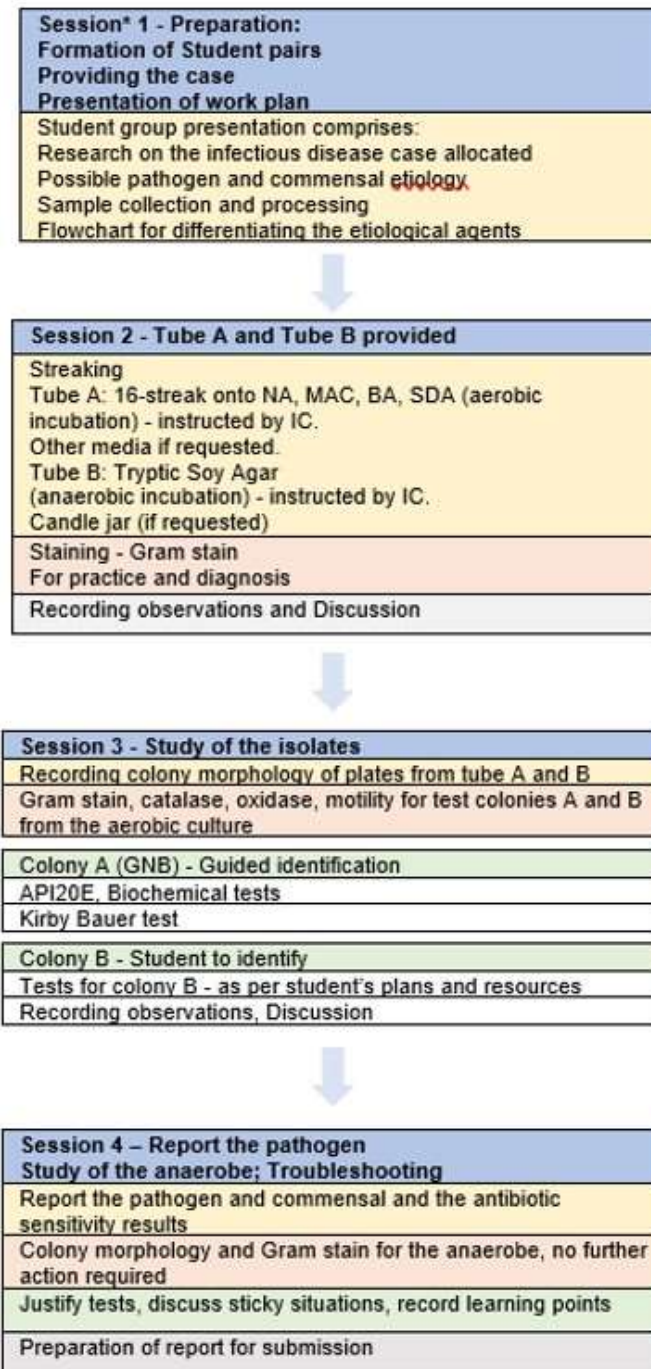 Session* 1 - Preparation:
Formation of Student pairs
Providing the case
Presentation of work plan
Student group presentation comprises:
Research on the infectious disease case allocated
Possible pathogen and commensal etiology
Sample collection and processing
Flowchart for differentiating the etiological agents
Session 2 - Tube A and Tube B provided
Streaking
Tube A: 16-streak onto NA, MAC, BA, SDA (aerobic
incubation) - instructed by IC.
Other media if requested.
Tube B: Tryptic Soy Agar
(anaerobic incubation) - instructed by IC.
Candle jar (if requested)
Staining - Gram stain
For practice and diagnosis
Recording observations and Discussion
Session 3 - Study of the isolates
Recording colony morphology of plates from tube A and B
Gram stain, catalase, oxidase, motility for test colonies A and B
from the aerobic culture
Colony A (GNB) - Guided identification
API20E, Biochemical tests
Kirby Bauer test
Colony B - Student to identify
Tests for colony B - as per student's plans and resources
Recording observations, Discussion
Session 4 – Report the pathogen
Study of the anaerobe; Troubleshooting
Report the pathogen and commensal and the antibiotic
sensitivity results
Colony morphology and Gram stain for the anaerobe, no further
action required
Justify tests, discuss sticky situations, record learning points
Preparation of report for submission